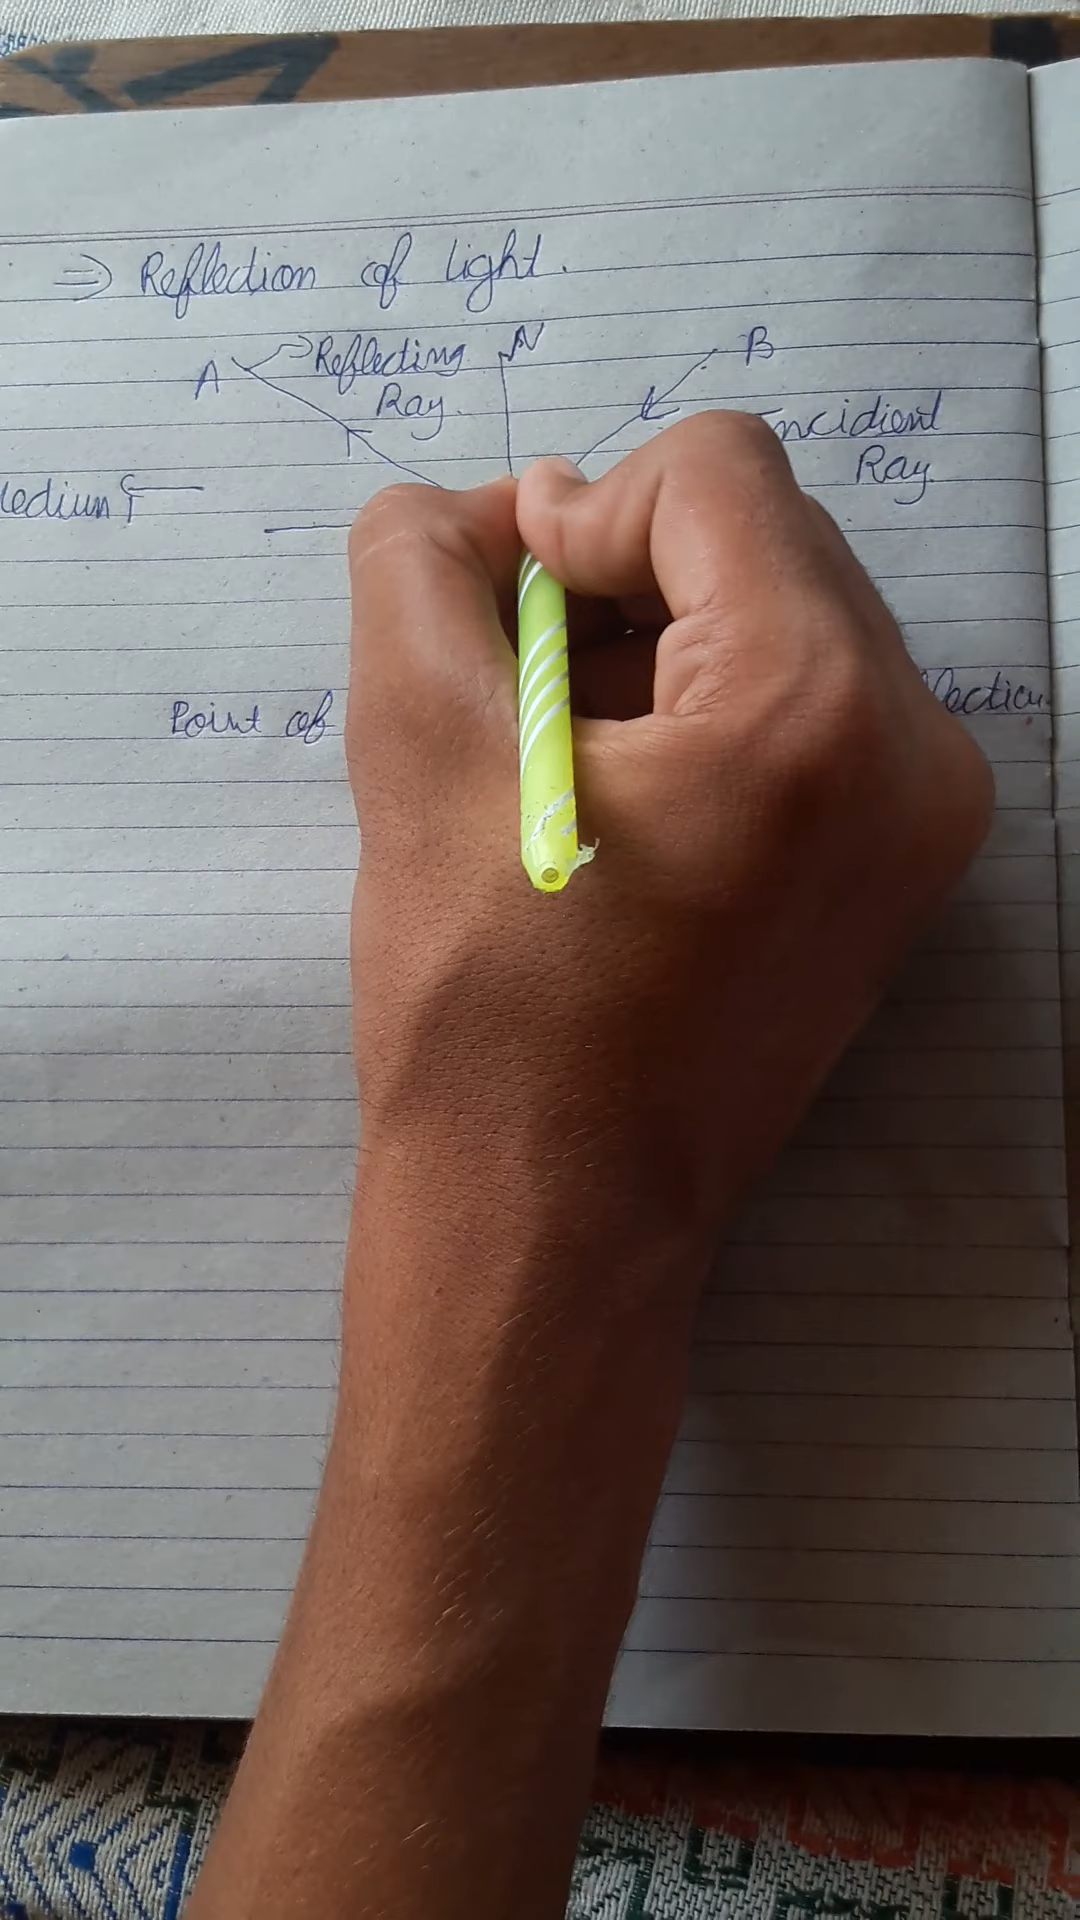 ⇒ Reflection of light.
A Reflecting N B
Ray. Incidient
Ray.
Point of